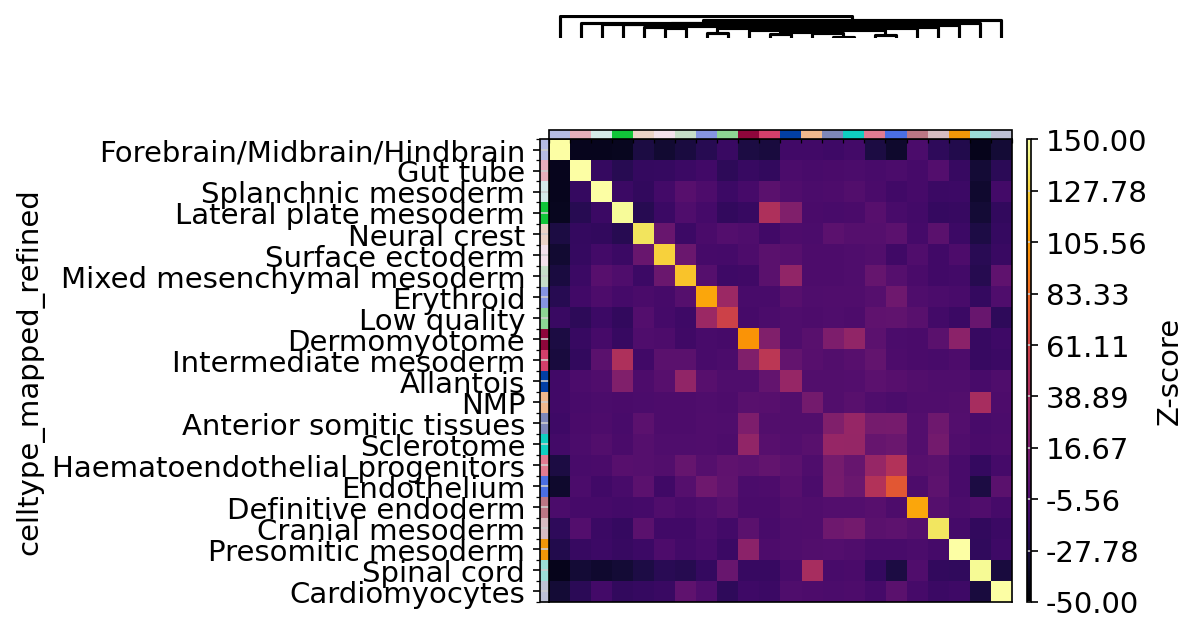 celltype_mapped_refined
Forebrain/Midbrain/Hindbrain
Gut tube
Splanchnic mesoderm
Lateral plate mesoderm
Neural crest
Surface ectoderm
Mixed mesenchymal mesoderm
Erythroid
Low quality
Dermomyotome
Intermediate mesoderm
Allantois
NMP
Anterior somitic tissues
Sclerotome
Haematoendothelial progenitors
Endothelium
Definitive endoderm
Cranial mesoderm
Presomitic mesoderm
Spinal cord
Cardiomyocytes
150.00
127.78
105.56
83.33
61.11
38.89
16.67
-5.56
-27.78
-50.00
Z-score